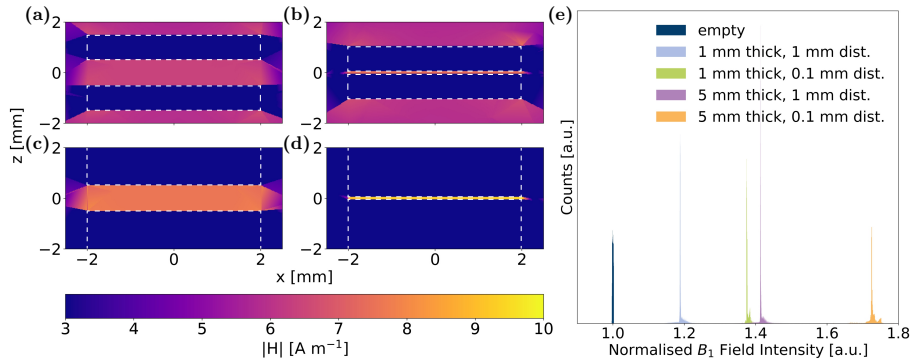 (a)
(b)
(e)
2
0
−2
2
0
−2
z [mm]
(c)
(d)
−2 0 2
−2 0 2
x [mm]
3 4 5 6 7 8 9 10
|H| [A m⁻¹]
empty
1 mm thick, 1 mm dist.
1 mm thick, 0.1 mm dist.
5 mm thick, 1 mm dist.
5 mm thick, 0.1 mm dist.
Counts [a.u.]
1.0 1.2 1.4 1.6 1.8
Normalised B₁ Field Intensity [a.u.]